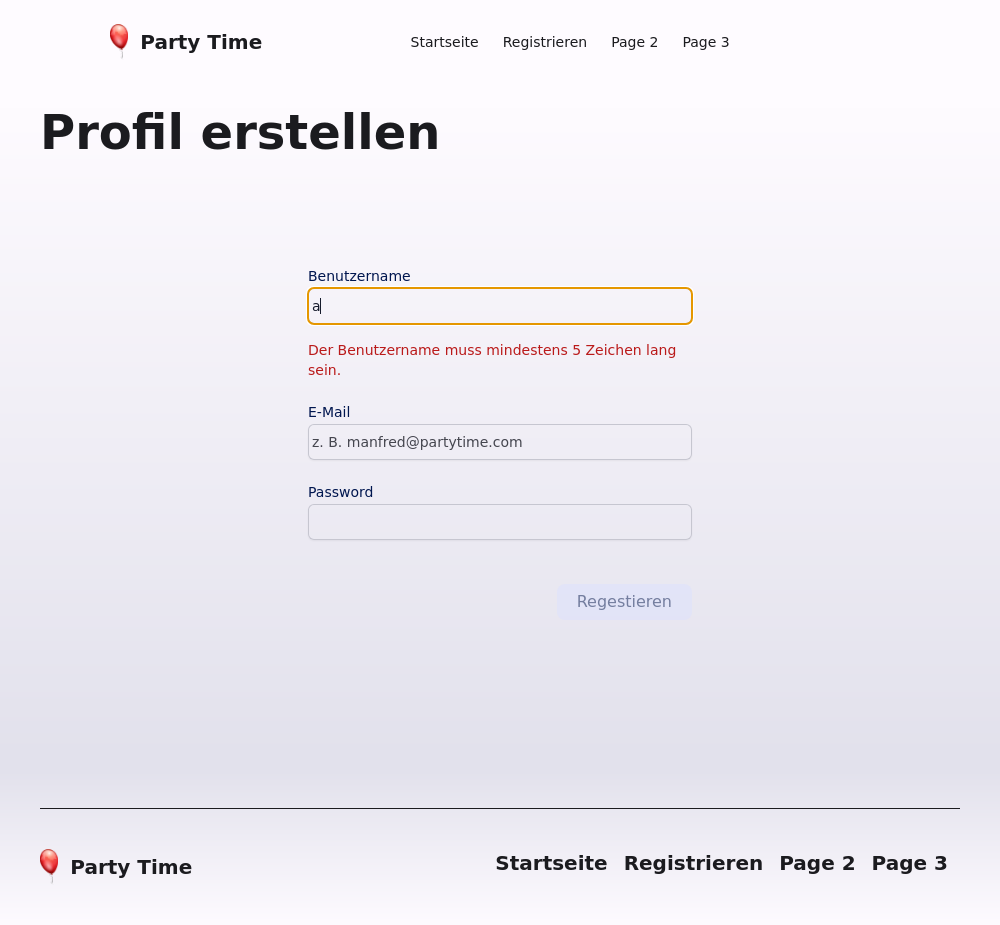 Party Time
Startseite Registrieren Page 2 Page 3
Profil erstellen
Benutzername
a
Der Benutzername muss mindestens 5 Zeichen lang
sein.
E-Mail
z. B. manfred@partytime.com
Password
Regestieren
Party Time
Startseite Registrieren Page 2 Page 3